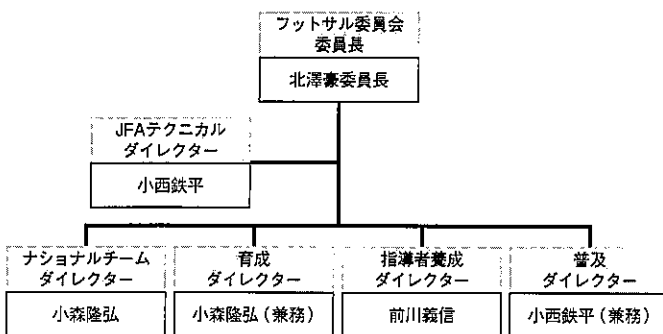 フットサル委員会
委員長
北澤豪委員長
JFAテクニカル
ダイレクター
小西鉄平
ナショナルチーム
ダイレクター
小森隆弘
育成
ダイレクター
小森隆弘（兼務）
指導者養成
ダイレクター
前川義信
普及
ダイレクター
小西鉄平（兼務）